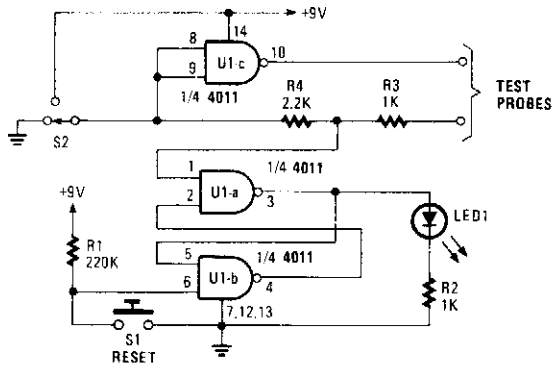 +9V
14
8
U1-c
10
9
1/4 4011
R4
2.2K
R3
1K
TEST
PROBES
S2
1/4 4011
1
U1-a
3
2
+9V
LED1
R1
220K
5
1/4 4011
U1-b
4
6
R2
1K
7,12,13
S1
RESET